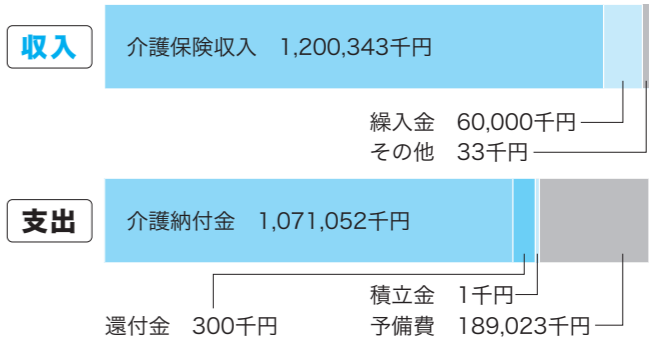 収入
介護保険収入　1,200,343千円
繰入金　60,000千円
その他　33千円
支出
介護納付金　1,071,052千円
積立金　1千円
還付金　300千円
予備費　189,023千円